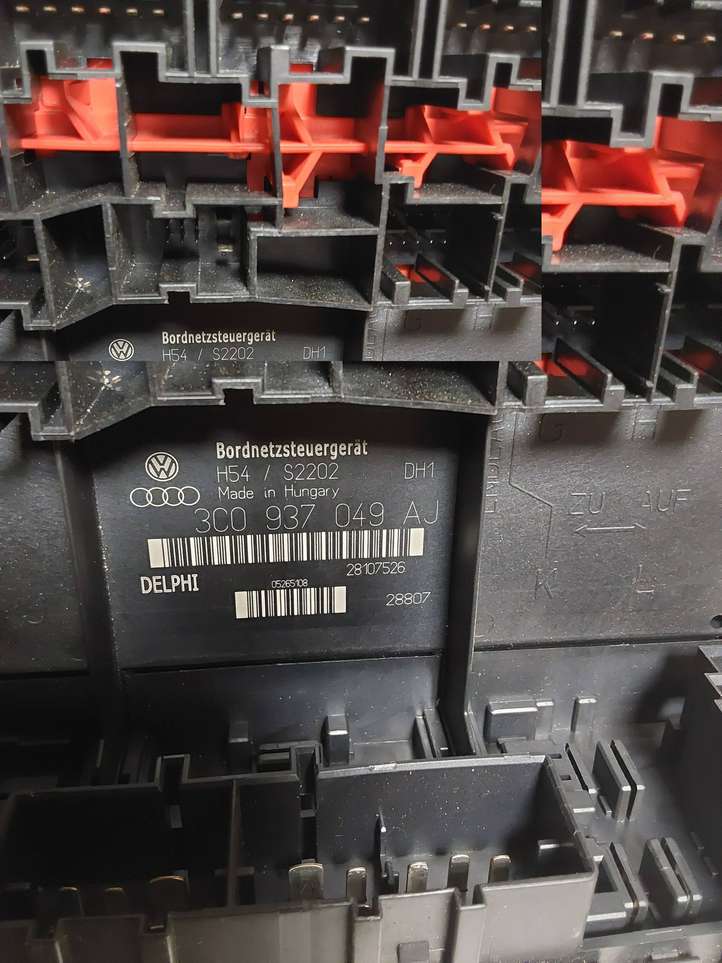 Bordnetzsteuergerät
H54 / S2202 DH1
Bordnetzsteuergerät
H54 / S2202 DH1
Made in Hungary
3C0 937 049 AJ
28107526
DELPHI 05265108
28807
G H
ZU AUF
K L